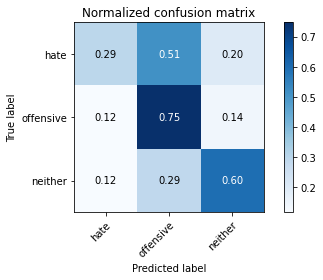 Normalized confusion matrix
hate 0.29 0.51 0.20
offensive 0.12 0.75 0.14
neither 0.12 0.29 0.60
hate offensive neither
True label
Predicted label
0.7
0.6
0.5
0.4
0.3
0.2